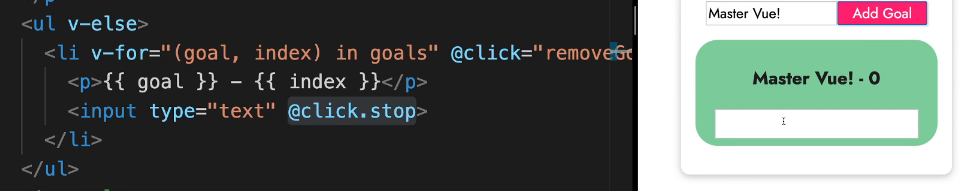 <ul v-else>
<li v-for="(goal, index) in goals" @click="removeGo
<p>{{ goal }} - {{ index }}</p>
<input type="text" @click.stop>
</li>
</ul>
Master Vue! Add Goal
Master Vue! - 0